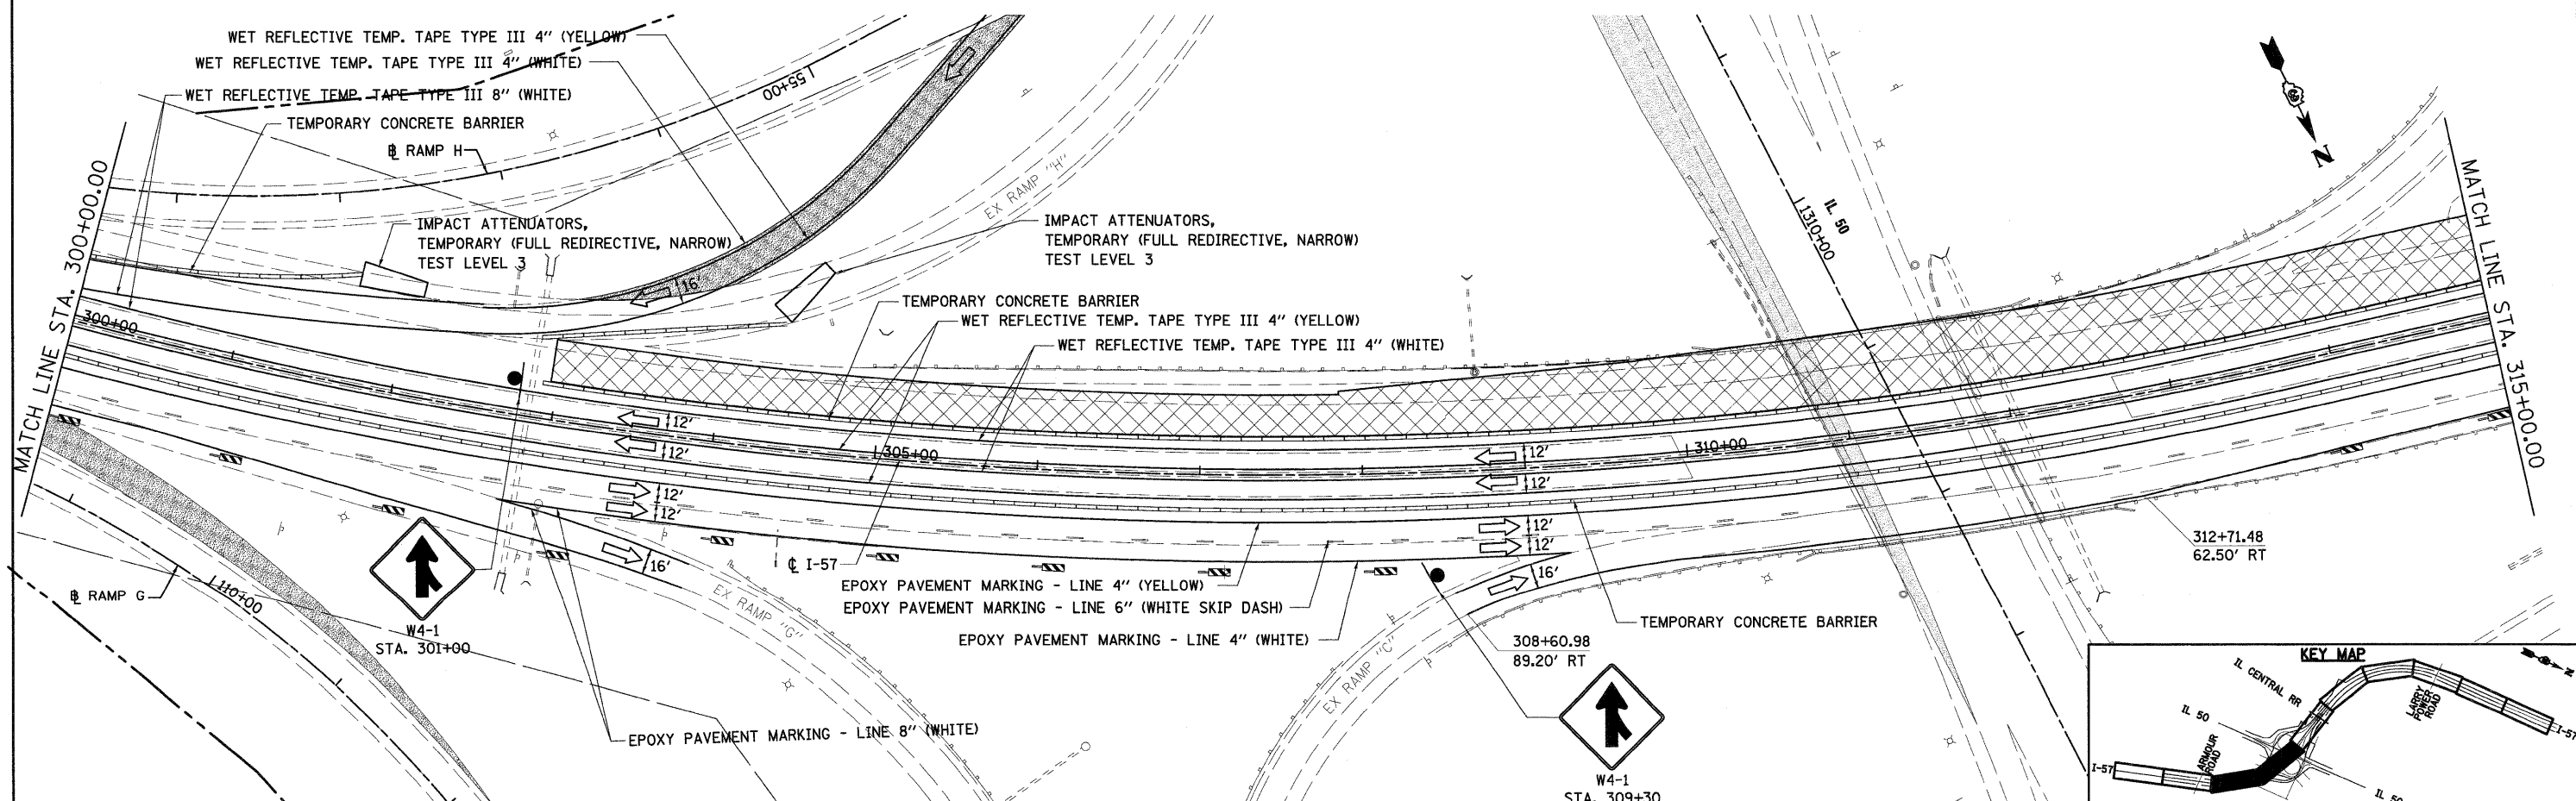 WET REFLECTIVE TEMP. TAPE TYPE III 4" (YELLOW)
WET REFLECTIVE TEMP. TAPE TYPE III 4" (WHITE)
WET REFLECTIVE TEMP. TAPE TYPE III 8" (WHITE)
TEMPORARY CONCRETE BARRIER
℄ RAMP H
55+00
MATCH LINE STA. 300+00.00
IMPACT ATTENUATORS,
TEMPORARY (FULL REDIRECTIVE, NARROW)
TEST LEVEL 3
16'
EX RAMP "H"
IMPACT ATTENUATORS,
TEMPORARY (FULL REDIRECTIVE, NARROW)
TEST LEVEL 3
TEMPORARY CONCRETE BARRIER
WET REFLECTIVE TEMP. TAPE TYPE III 4" (YELLOW)
WET REFLECTIVE TEMP. TAPE TYPE III 4" (WHITE)
1310+00
IL 50
N
MATCH LINE STA. 315+00.00
300+00
12'
12'
305+00
12'
12'
12'
12'
310+00
12'
12'
16'
16'
℄ I-57
EPOXY PAVEMENT MARKING - LINE 4" (YELLOW)
EPOXY PAVEMENT MARKING - LINE 6" (WHITE SKIP DASH)
EPOXY PAVEMENT MARKING - LINE 4" (WHITE)
312+71.48
62.50' RT
℄ RAMP G
110+00
W4-1
STA. 301+00
EX RAMP "G"
EPOXY PAVEMENT MARKING - LINE 8" (WHITE)
EX RAMP "C"
308+60.98
89.20' RT
TEMPORARY CONCRETE BARRIER
W4-1
STA. 309+30
KEY MAP
N
IL CENTRAL RR
IL 50
LARRY
POWER
ROAD
ARMOUR
ROAD
I-57
I-57
IL 50